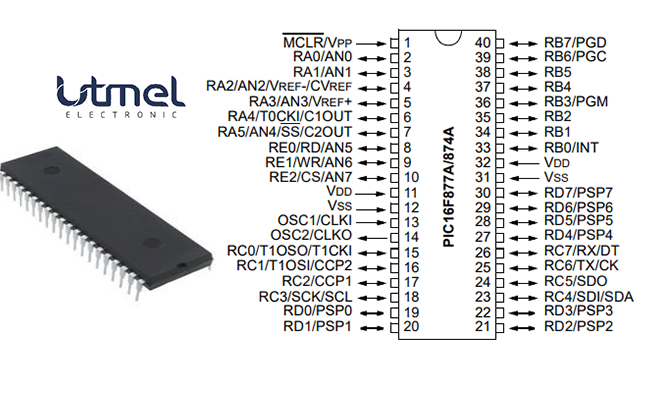 utmel
ELECTRONIC
PIC16F877A/874A
MCLR/VPP 1
RA0/AN0 2
RA1/AN1 3
RA2/AN2/VREF-/CVREF 4
RA3/AN3/VREF+ 5
RA4/T0CKI/C1OUT 6
RA5/AN4/SS/C2OUT 7
RE0/RD/AN5 8
RE1/WR/AN6 9
RE2/CS/AN7 10
VDD 11
VSS 12
OSC1/CLKI 13
OSC2/CLKO 14
RC0/T1OSO/T1CKI 15
RC1/T1OSI/CCP2 16
RC2/CCP1 17
RC3/SCK/SCL 18
RD0/PSP0 19
RD1/PSP1 20
40 RB7/PGD
39 RB6/PGC
38 RB5
37 RB4
36 RB3/PGM
35 RB2
34 RB1
33 RB0/INT
32 VDD
31 VSS
30 RD7/PSP7
29 RD6/PSP6
28 RD5/PSP5
27 RD4/PSP4
26 RC7/RX/DT
25 RC6/TX/CK
24 RC5/SDO
23 RC4/SDI/SDA
22 RD3/PSP3
21 RD2/PSP2